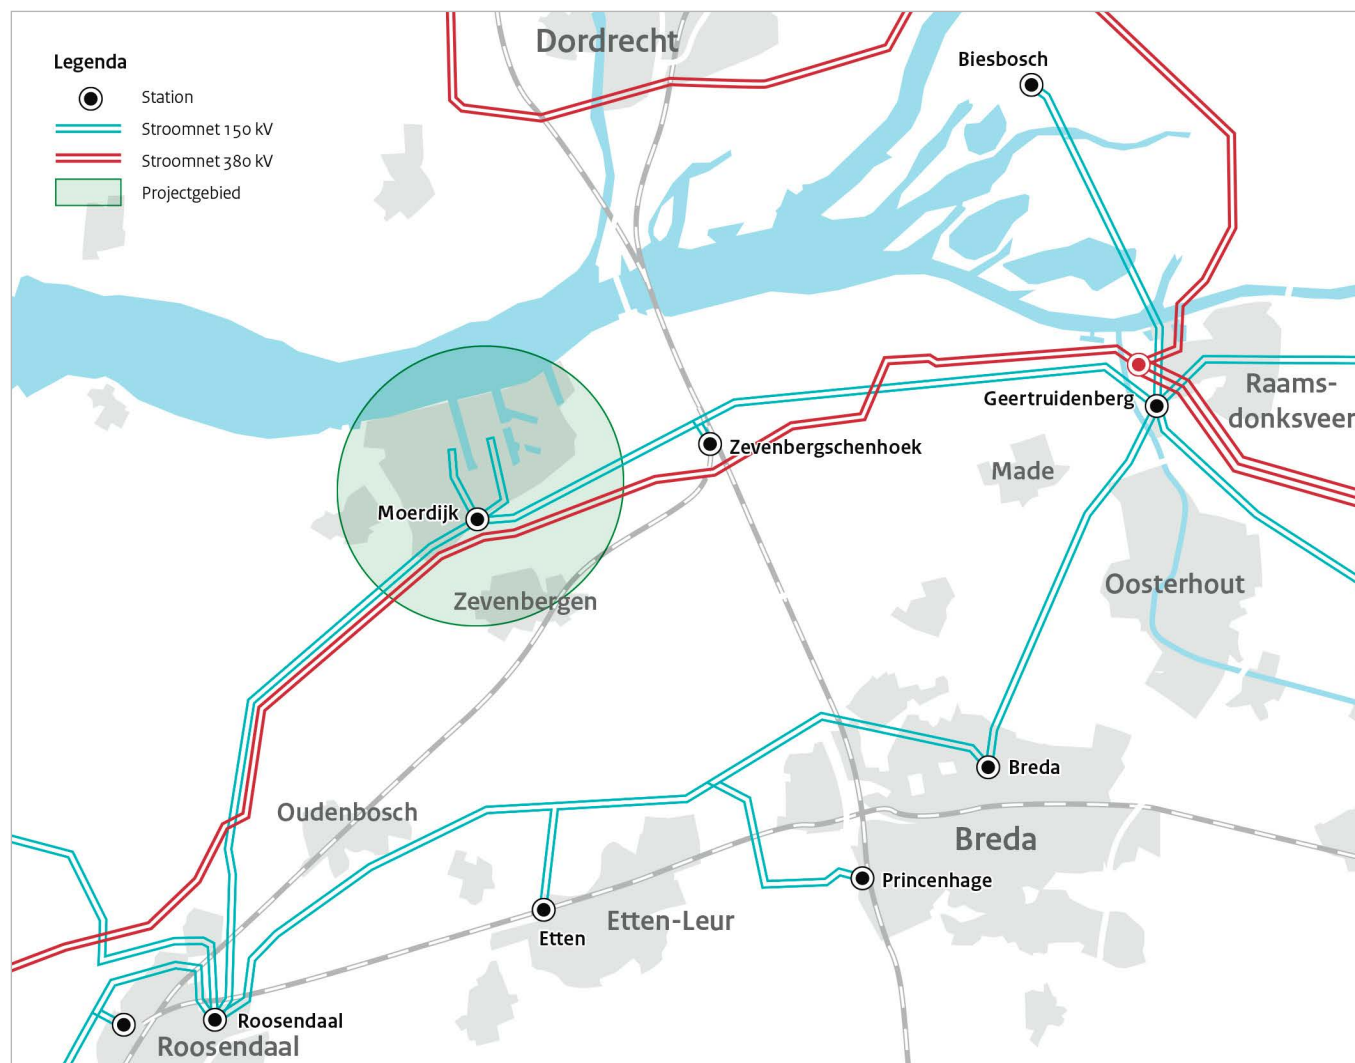 Dordrecht
Biesbosch
Legenda
Station
Stroomnet 150 kV
Stroomnet 380 kV
Projectgebied
Raams-
donksveer
Geertruidenberg
Zevenbergschenhoek
Made
Moerdijk
Zevenbergen
Oosterhout
Breda
Oudenbosch
Breda
Princenhage
Etten-Leur
Etten
Roosendaal
Roosendaal